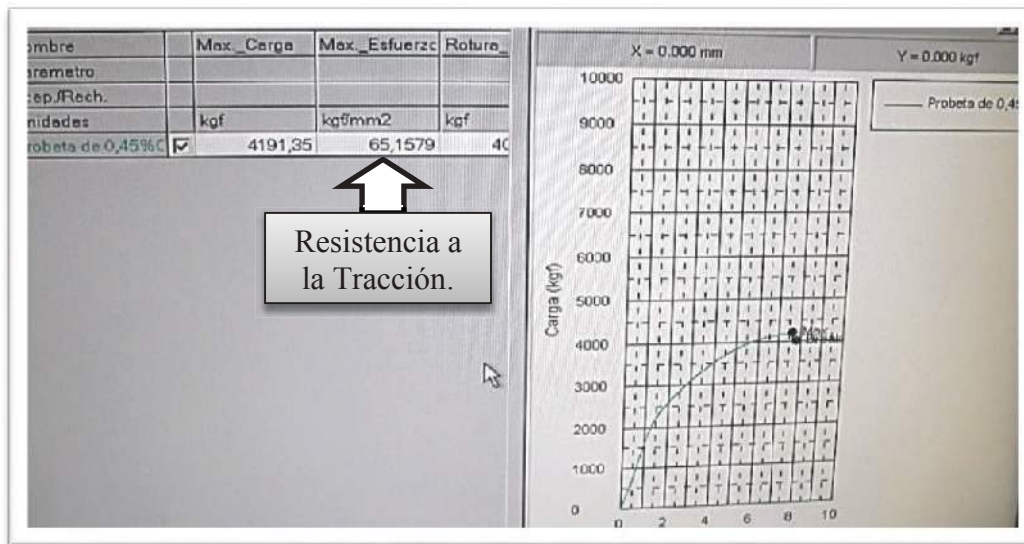 ombre Max._Carga Max._Esfuerzo Rotura_
arametro
cep./Rech.
nidades kgf kgf/mm2 kgf
robeta de 0,45%C 4191,35 65,1579 40
Resistencia a
la Tracción.
X = 0.000 mm Y = 0.000 kgf
Probeta de 0,45
Carga (kgf)
10000
9000
8000
7000
6000
5000
4000
3000
2000
1000
0
0 2 4 6 8 10